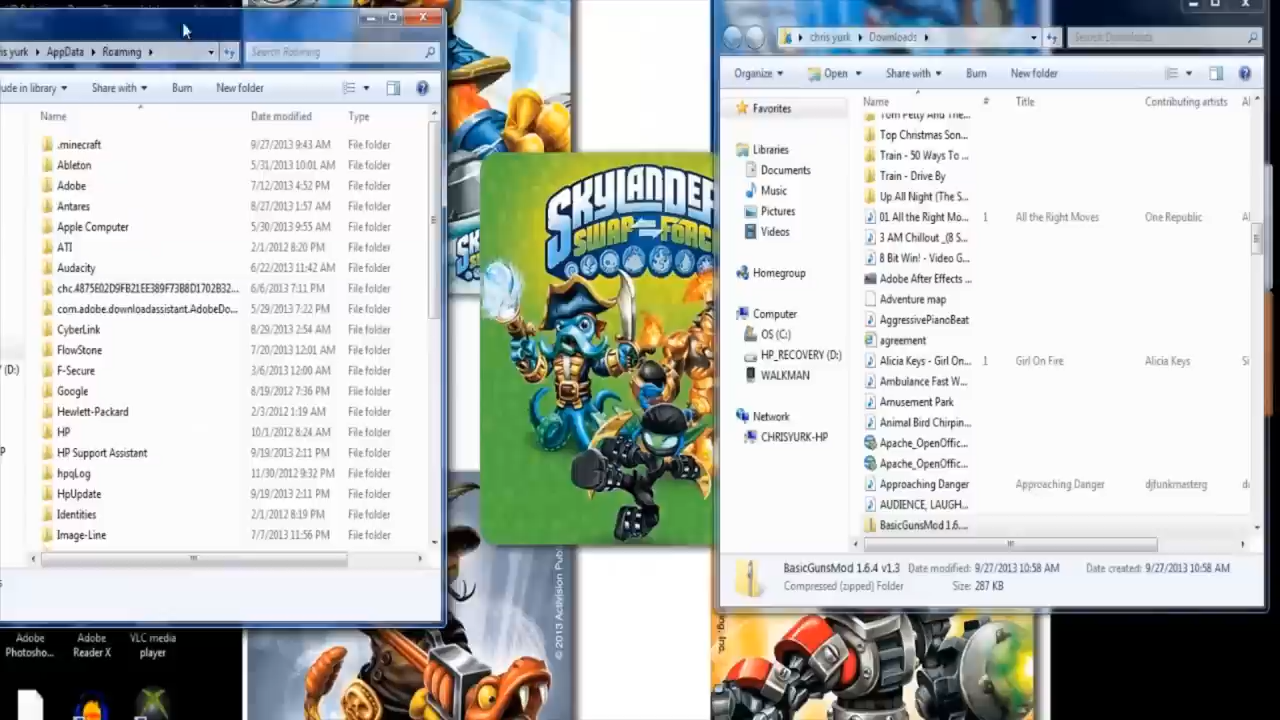 is yurk ▸ AppData ▸ Roaming ▸
Search Roaming
ude in library
Share with
Burn
New folder
Name
Date modified
Type
.minecraft 9/27/2013 9:43 AM File folder
Ableton 5/31/2013 10:01 AM File folder
Adobe 7/12/2013 4:52 PM File folder
Antares 8/27/2013 1:57 AM File folder
Apple Computer 5/30/2013 9:55 AM File folder
ATI 2/1/2012 8:20 PM File folder
Audacity 6/22/2013 11:42 AM File folder
chc.4875E02D9FB21EE389F73B8D1702B32... 6/6/2013 7:11 PM File folder
com.adobe.downloadassistant.AdobeDo... 5/29/2013 7:22 PM File folder
CyberLink 8/29/2013 2:54 AM File folder
FlowStone 7/20/2013 12:01 AM File folder
F-Secure 3/6/2013 12:00 AM File folder
Google 8/19/2012 7:36 PM File folder
Hewlett-Packard 2/3/2012 1:19 AM File folder
HP 10/1/2012 8:24 AM File folder
HP Support Assistant 9/19/2013 2:11 PM File folder
hpqLog 11/30/2012 9:32 PM File folder
HpUpdate 9/19/2013 2:11 PM File folder
Identities 2/1/2012 8:19 PM File folder
Image-Line 7/7/2013 11:56 PM File folder
Y (D:)
Adobe Photosho...
Adobe Reader X
VLC media player
SKYLANDER
SWAP FORC
© 2013 Activision Pub
ng, Inc.
chris yurk ▸ Downloads ▸
Search Downloads
Organize
Open
Share with
Burn
New folder
Favorites
Libraries
Documents
Music
Pictures
Videos
Homegroup
Computer
OS (C:)
HP_RECOVERY (D:)
WALKMAN
Network
CHRISYURK-HP
Name # Title Contributing artists Al
Tom Petty And The...
Top Christmas Son...
Train - 50 Ways To ...
Train - Drive By
Up All Night (The S...
01 All the Right Mo... 1 All the Right Moves One Republic Al
3 AM Chillout _(8 S...
8 Bit Win! - Video G...
Adobe After Effects ...
Adventure map
AggressivePianoBeat
agreement
Alicia Keys - Girl On... 1 Girl On Fire Alicia Keys Si
Ambulance Fast W...
Amusement Park
Animal Bird Chirpin...
Apache_OpenOffic...
Apache_OpenOffic...
Approaching Danger Approaching Danger djfunkmasterg
AUDIENCE, LAUGH...
BasicGunsMod 1.6....
BasicGunsMod 1.6.4 v1.3 Date modified: 9/27/2013 10:58 AM Date created: 9/27/2013 10:58 AM
Compressed (zipped) Folder Size: 287 KB